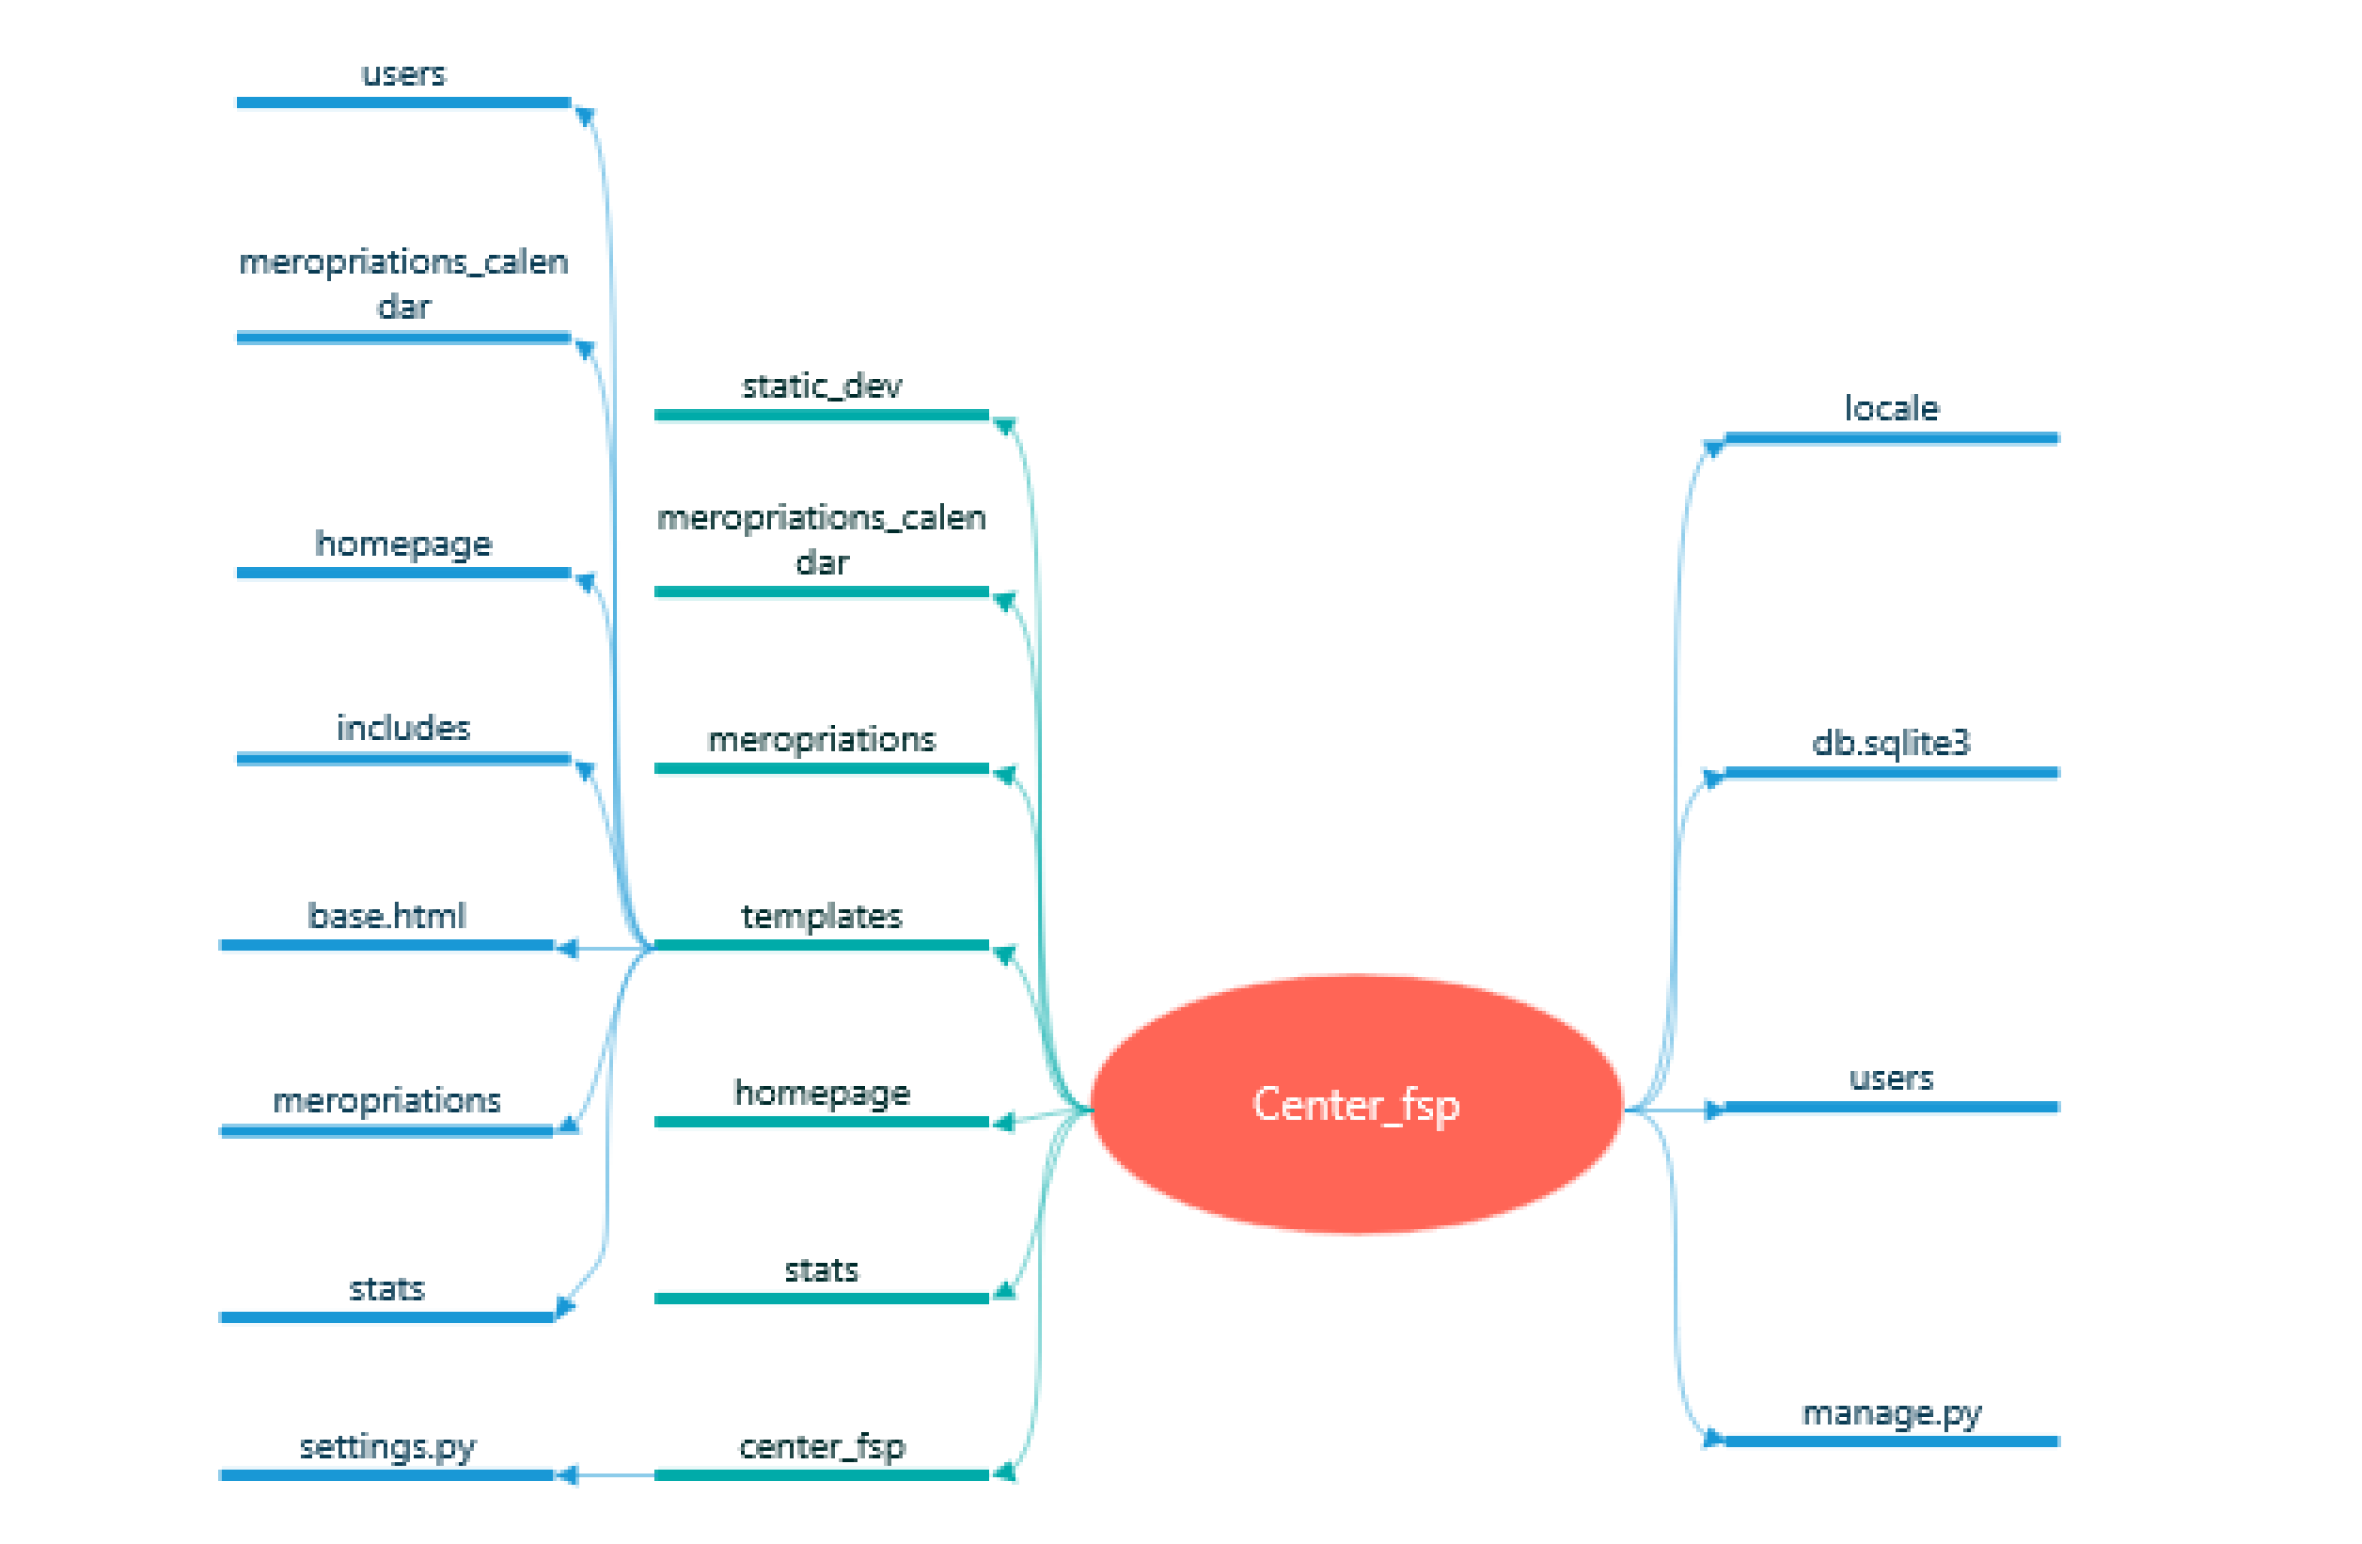 users
meropriations_calen
dar
homepage
includes
base.html
meropriations
stats
settings.py
static_dev
meropriations_calen
dar
meropriations
templates
homepage
stats
center_fsp
Center_fsp
locale
db.sqlite3
users
manage.py